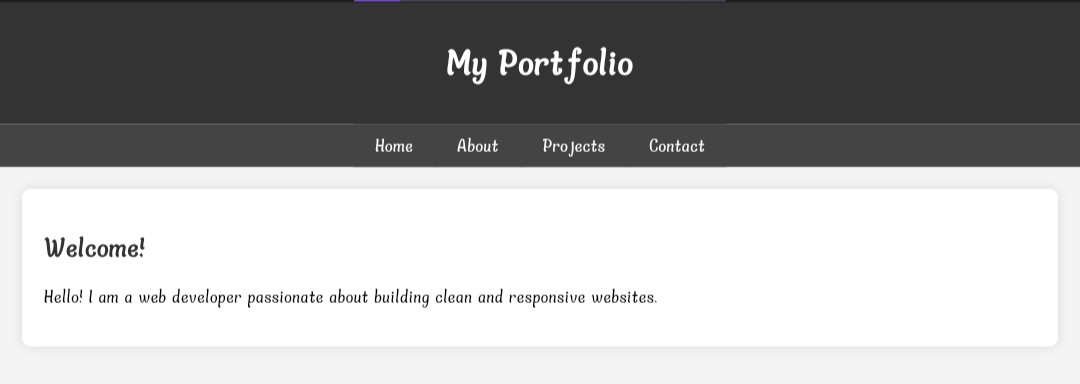 My Portfolio
Home About Projects Contact
Welcome!
Hello! I am a web developer passionate about building clean and responsive websites.